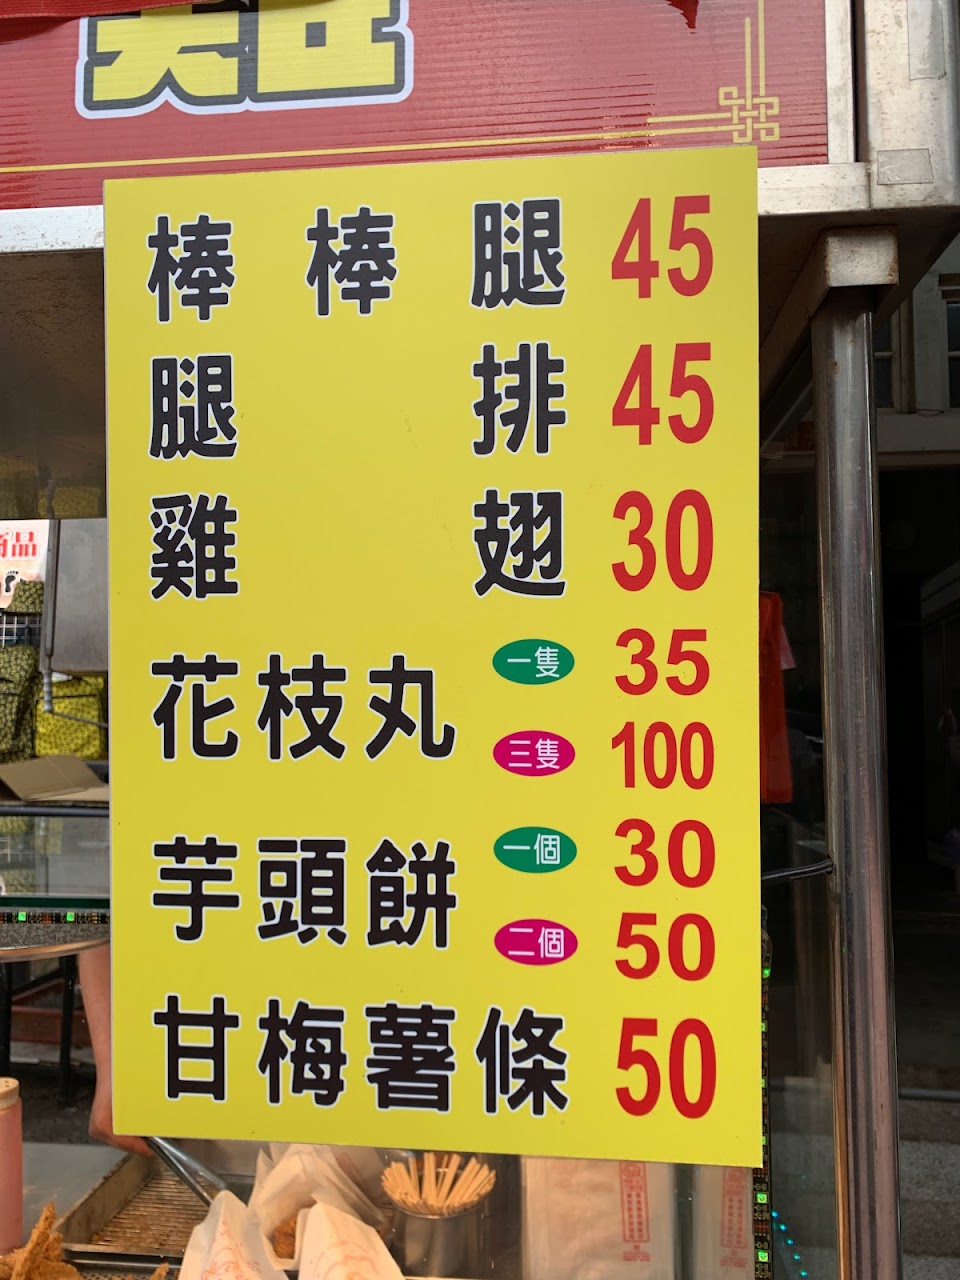 棒棒腿 45
腿排 45
雞翅 30
花枝丸 一隻 35
三隻 100
芋頭餅 一個 30
二個 50
甘梅薯條 50